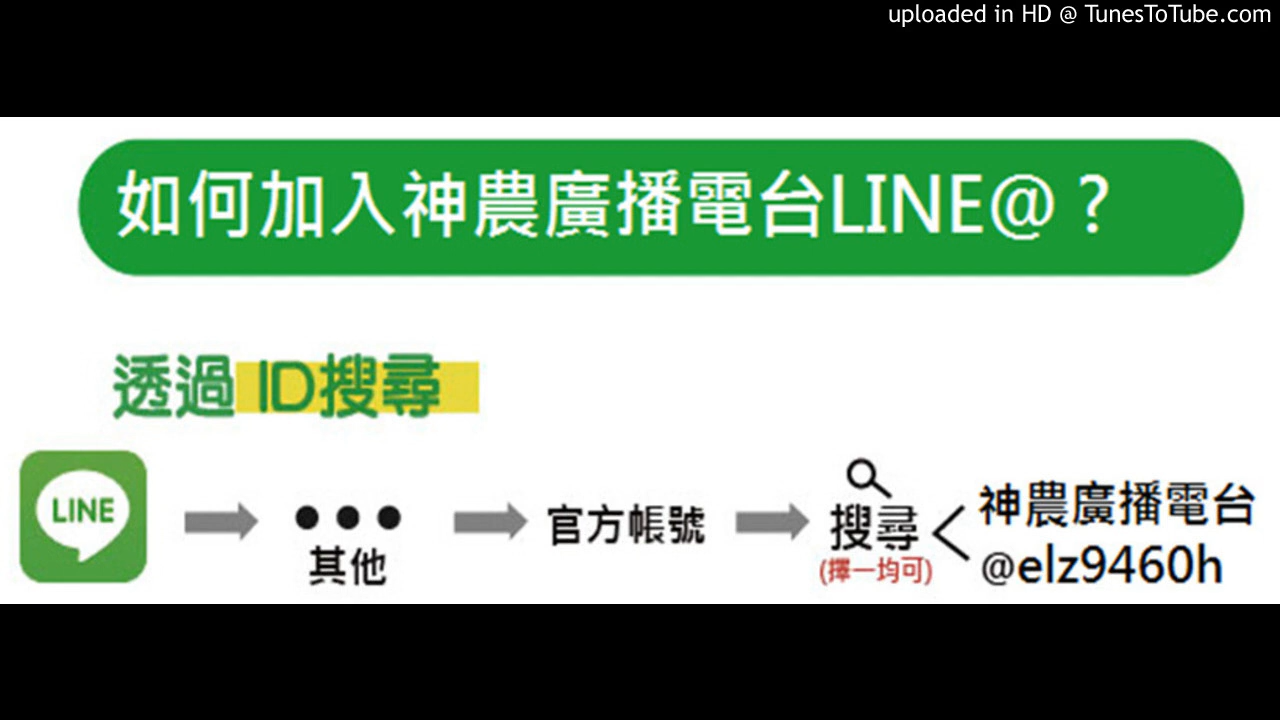 uploaded in HD @ TunesToTube.com
如何加入神農廣播電台LINE@？
透過 ID搜尋
LINE
其他
官方帳號
搜尋
(擇一均可)
神農廣播電台
@elz9460h